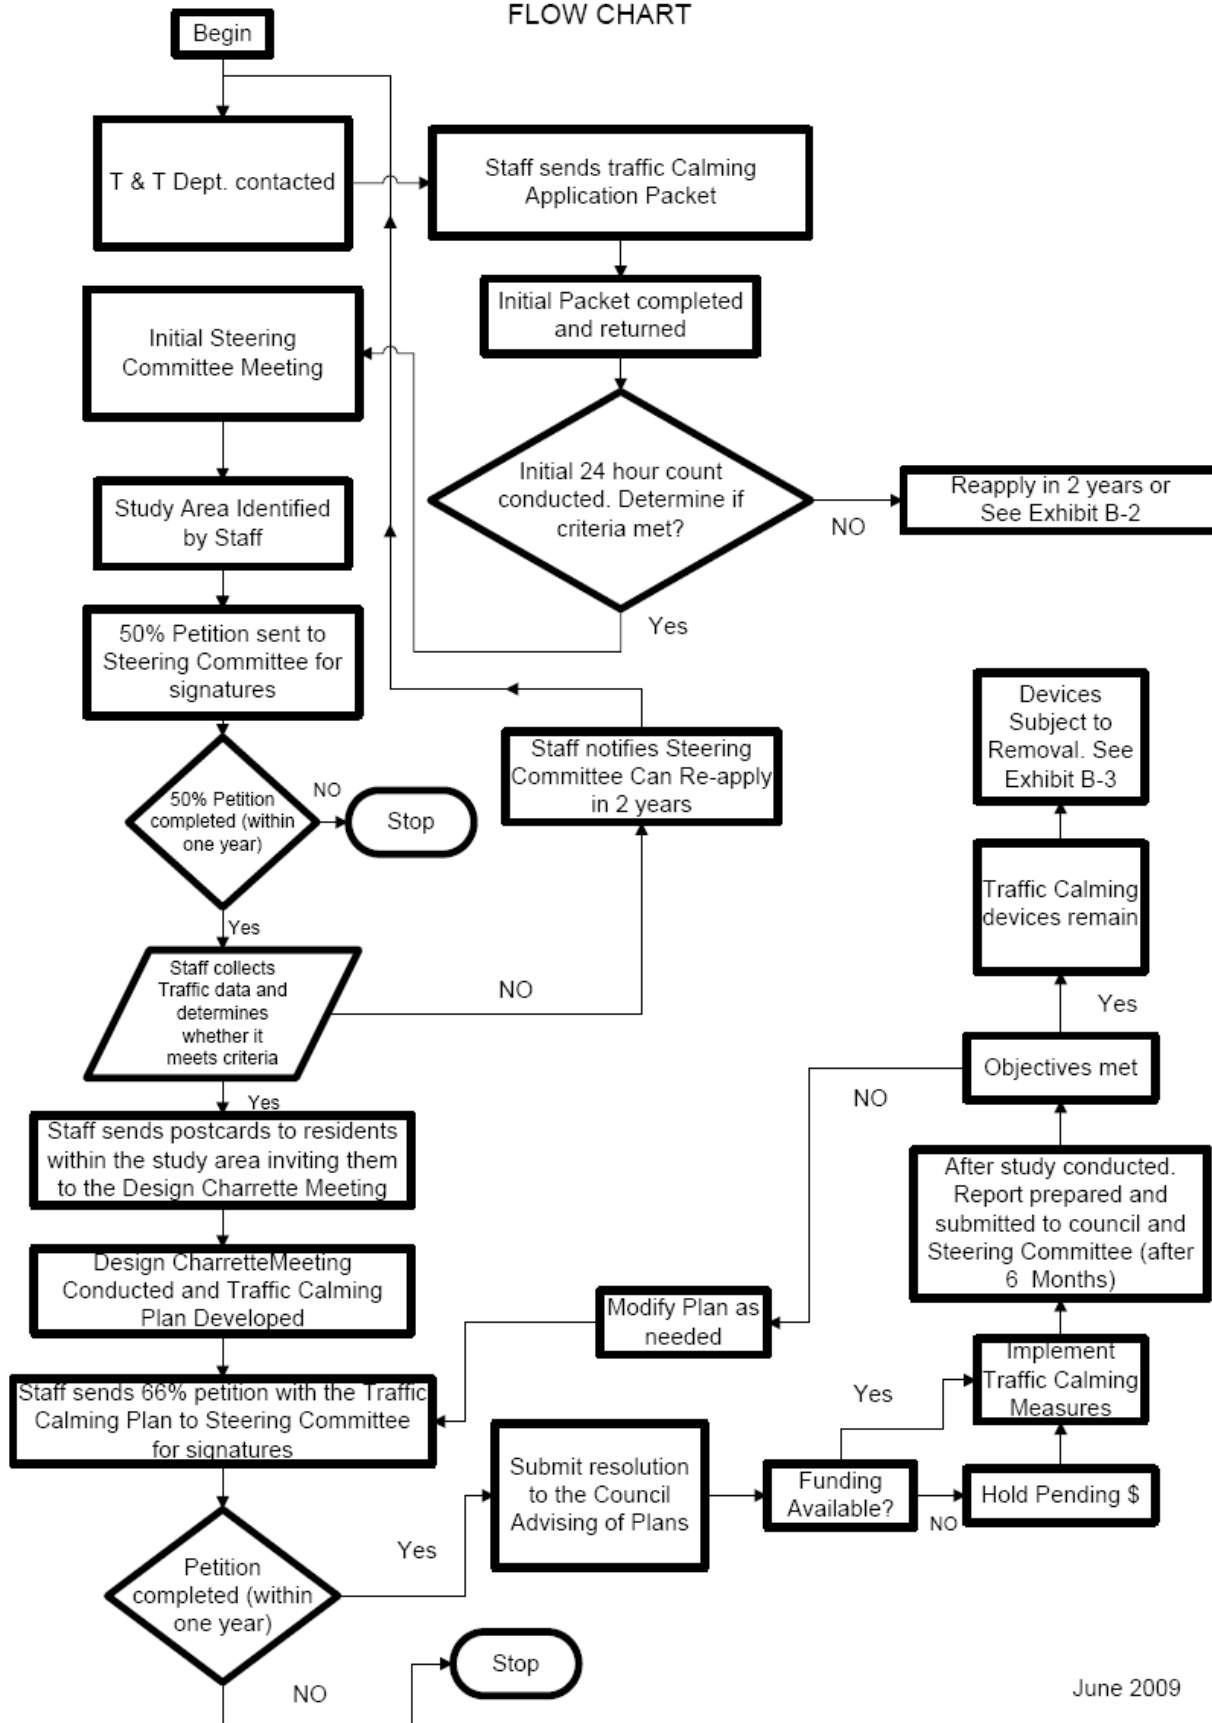 FLOW CHART
Begin
T & T Dept. contacted
Staff sends traffic Calming
Application Packet
Initial Packet completed
and returned
Initial Steering
Committee Meeting
Initial 24 hour count
conducted. Determine if
criteria met?
NO
Reapply in 2 years or
See Exhibit B-2
Yes
Study Area Identified
by Staff
50% Petition sent to
Steering Committee for
signatures
50% Petition
completed (within
one year)
NO
Stop
Yes
Staff notifies Steering
Committee Can Re-apply
in 2 years
Staff collects
Traffic data and
determines
whether it
meets criteria
NO
Yes
Staff sends postcards to residents
within the study area inviting them
to the Design Charrette Meeting
Design CharretteMeeting
Conducted and Traffic Calming
Plan Developed
Staff sends 66% petition with the Traffic
Calming Plan to Steering Committee
for signatures
Petition
completed (within
one year)
NO
Stop
Yes
Submit resolution
to the Council
Advising of Plans
Funding
Available?
Yes
NO
Hold Pending $
Implement
Traffic Calming
Measures
After study conducted.
Report prepared and
submitted to council and
Steering Committee (after
6 Months)
Objectives met
NO
Modify Plan as
needed
Yes
Traffic Calming
devices remain
Devices
Subject to
Removal. See
Exhibit B-3
June 2009